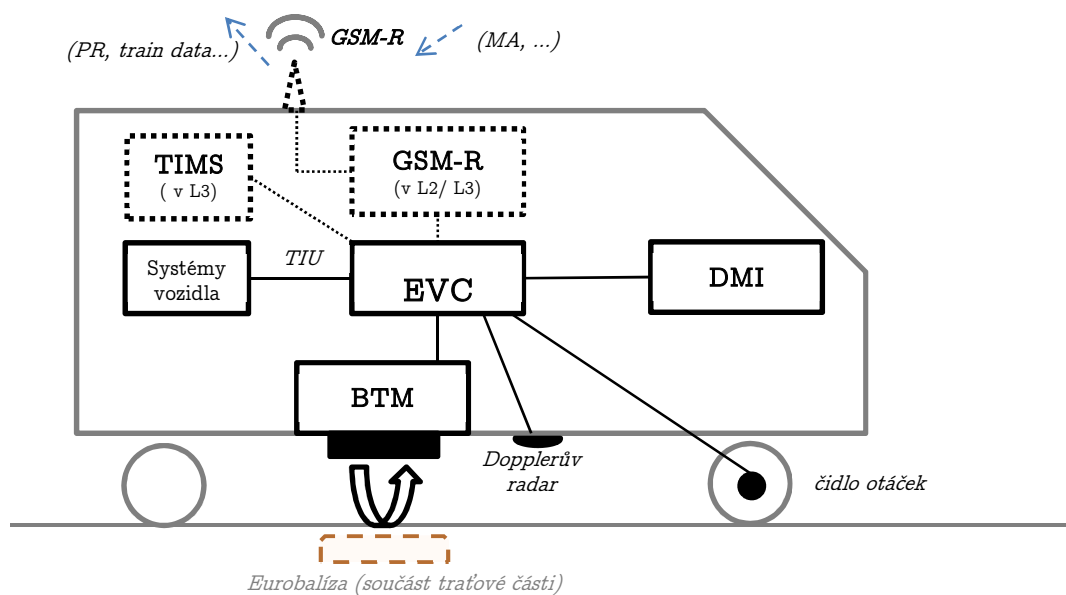 GSM-R
(PR, train data...)
(MA, ...)
TIMS
( v L3)
GSM-R
(v L2/ L3)
Systémy
vozidla
TIU
EVC
DMI
BTM
Dopplerův
radar
čidlo otáček
Eurobalíza (součást traťové části)